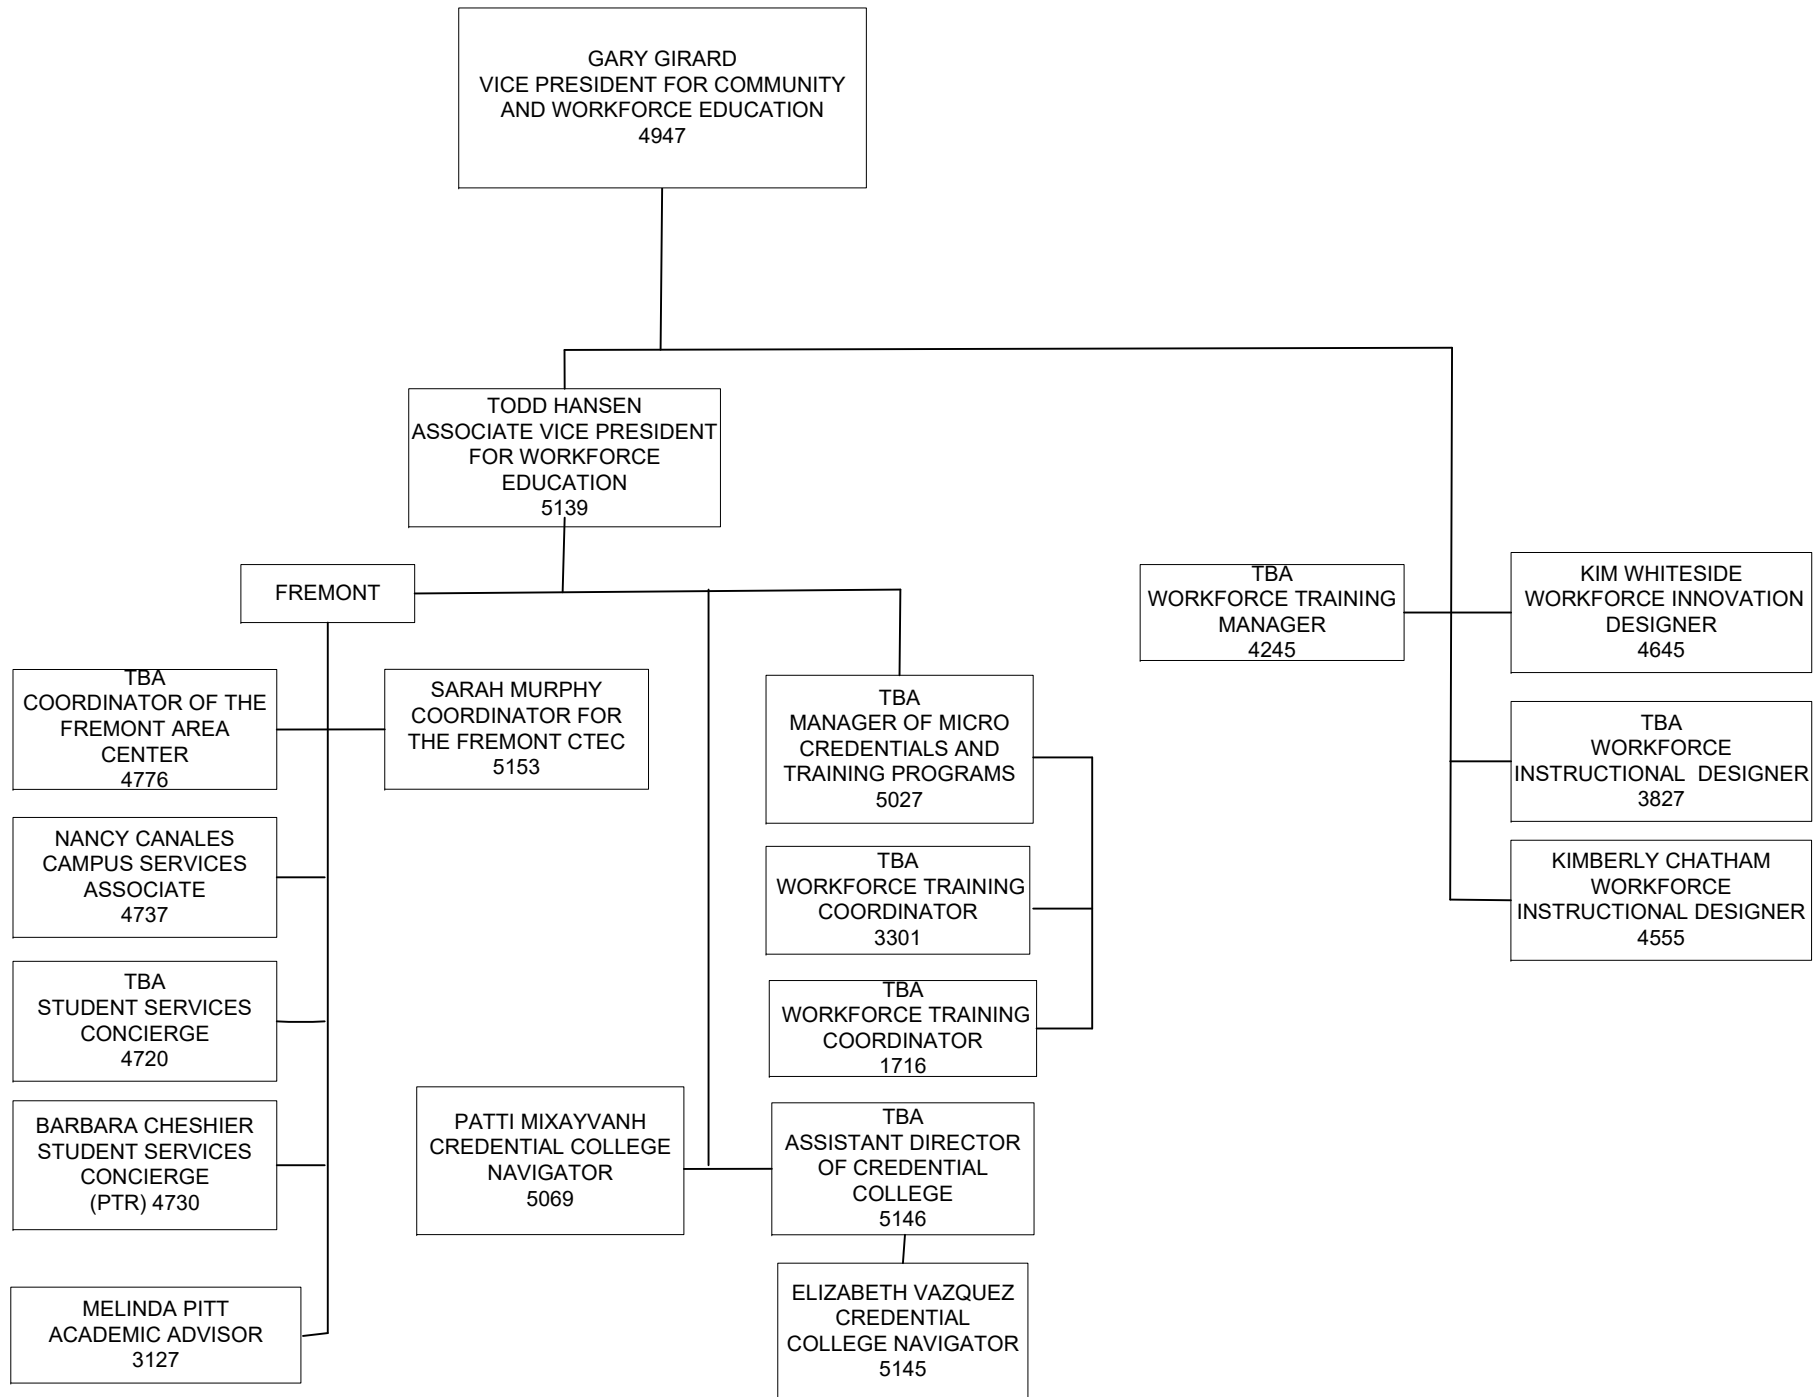 GARY GIRARD
VICE PRESIDENT FOR COMMUNITY
AND WORKFORCE EDUCATION
4947
TODD HANSEN
ASSOCIATE VICE PRESIDENT
FOR WORKFORCE
EDUCATION
5139
FREMONT
TBA
COORDINATOR OF THE
FREMONT AREA
CENTER
4776
SARAH MURPHY
COORDINATOR FOR
THE FREMONT CTEC
5153
NANCY CANALES
CAMPUS SERVICES
ASSOCIATE
4737
TBA
STUDENT SERVICES
CONCIERGE
4720
BARBARA CHESHIER
STUDENT SERVICES
CONCIERGE
(PTR) 4730
MELINDA PITT
ACADEMIC ADVISOR
3127
TBA
MANAGER OF MICRO
CREDENTIALS AND
TRAINING PROGRAMS
5027
TBA
WORKFORCE TRAINING
COORDINATOR
3301
TBA
WORKFORCE TRAINING
COORDINATOR
1716
PATTI MIXAYVANH
CREDENTIAL COLLEGE
NAVIGATOR
5069
TBA
ASSISTANT DIRECTOR
OF CREDENTIAL
COLLEGE
5146
ELIZABETH VAZQUEZ
CREDENTIAL
COLLEGE NAVIGATOR
5145
TBA
WORKFORCE TRAINING
MANAGER
4245
KIM WHITESIDE
WORKFORCE INNOVATION
DESIGNER
4645
TBA
WORKFORCE
INSTRUCTIONAL  DESIGNER
3827
KIMBERLY CHATHAM
WORKFORCE
INSTRUCTIONAL DESIGNER
4555